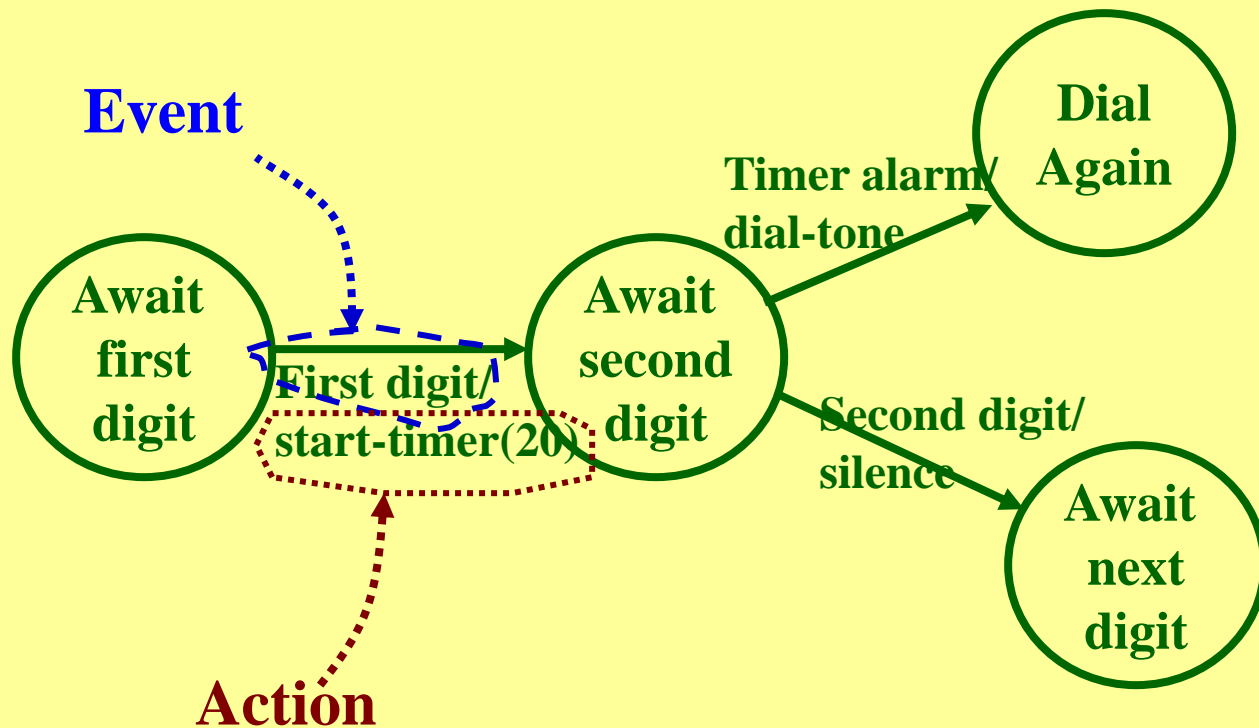 Event
Await
first
digit
First digit/
start-timer(20)
Action
Await
second
digit
Timer alarm/
dial-tone
Dial
Again
Second digit/
silence
Await
next
digit